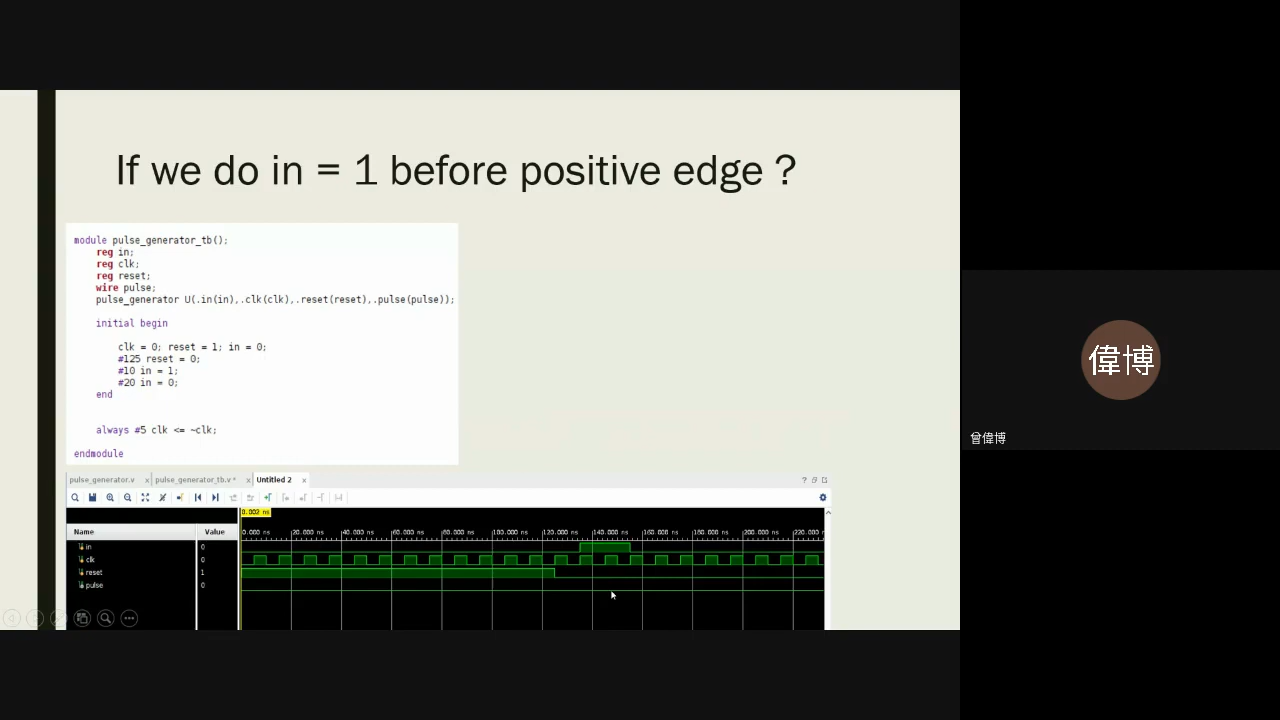 If we do in = 1 before positive edge ?
module pulse_generator_tb();
reg in;
reg clk;
reg reset;
wire pulse;
pulse_generator U(.in(in),.clk(clk),.reset(reset),.pulse(pulse));
initial begin
clk = 0; reset = 1; in = 0;
#125 reset = 0;
#10 in = 1;
#20 in = 0;
end
always #5 clk <= ~clk;
endmodule
pulse_generator.v x pulse_generator_tb.v * x Untitled 2 x
0.002 ns
Name Value 0.000 ns 20.000 ns 40.000 ns 60.000 ns 80.000 ns 100.000 ns 120.000 ns 140.000 ns 160.000 ns 180.000 ns 200.000 ns 220.000 n
in 0
clk 0
reset 1
pulse 0
偉博
曾偉博